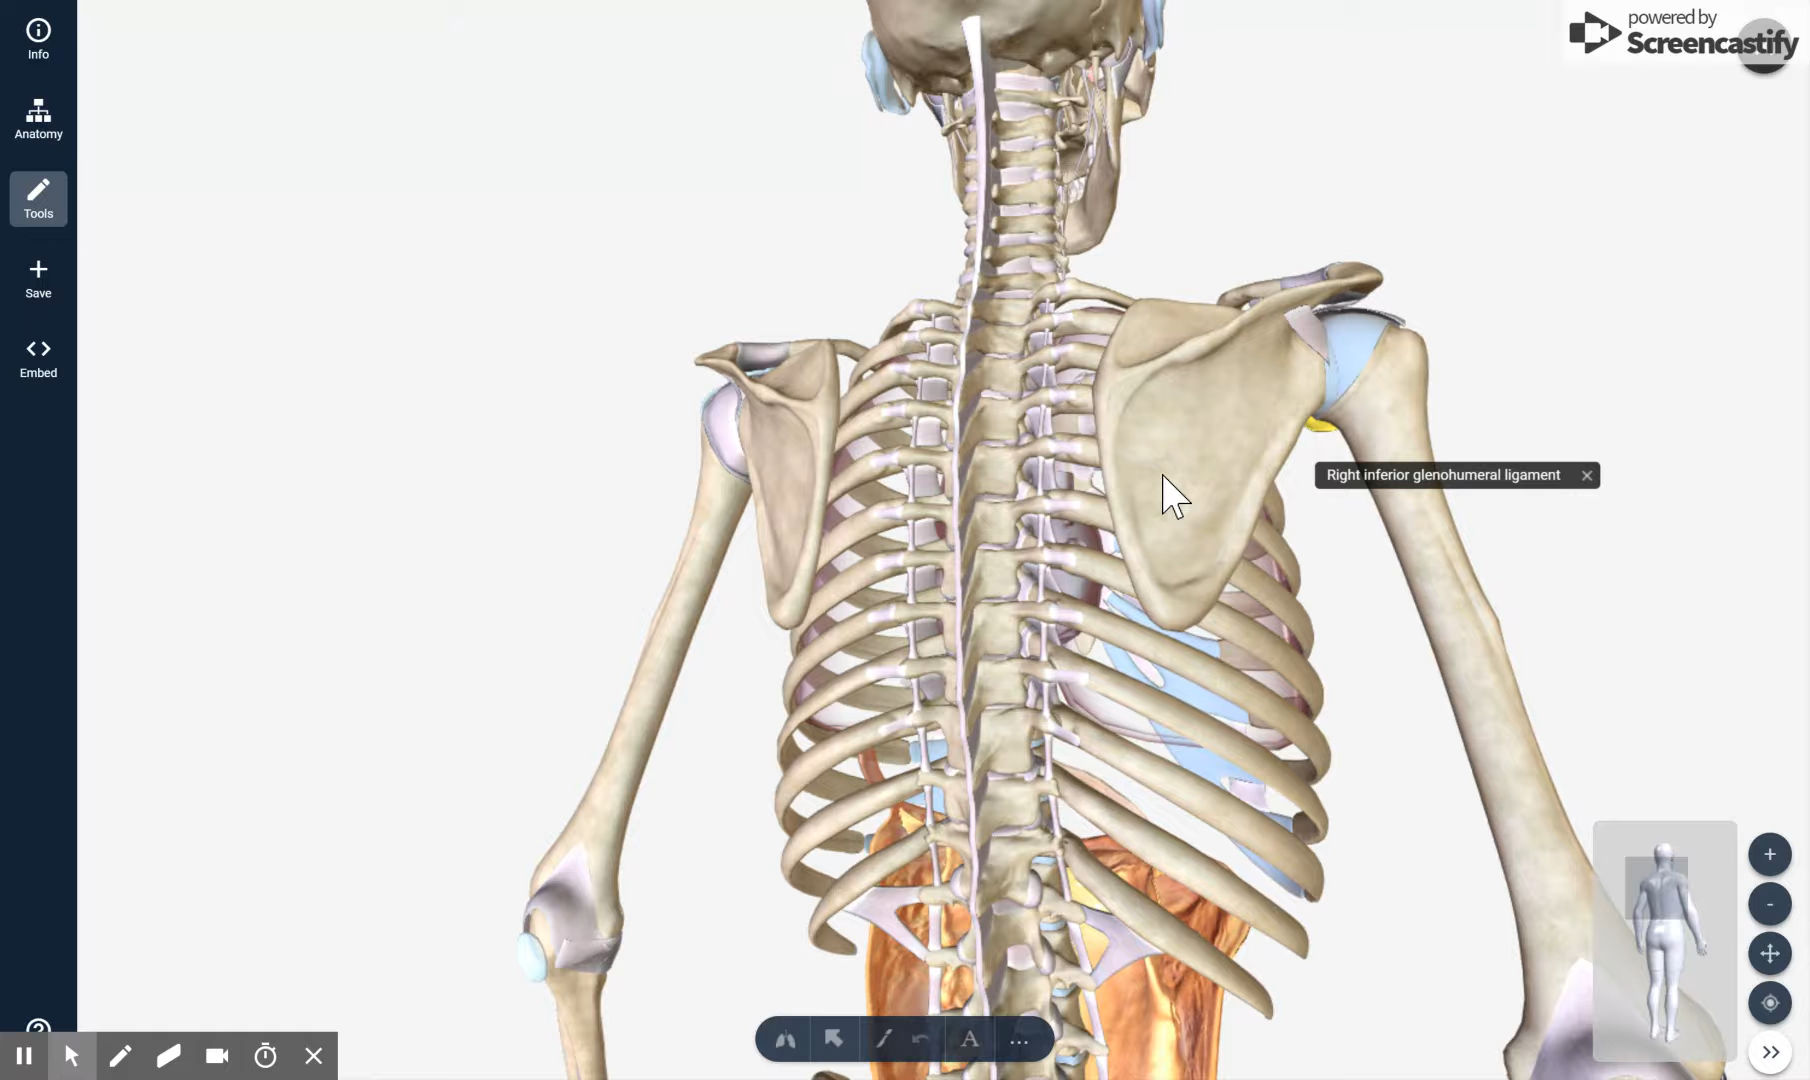 Info
Anatomy
Tools
Save
Embed
powered by
Screencastify
Right inferior glenohumeral ligament
A